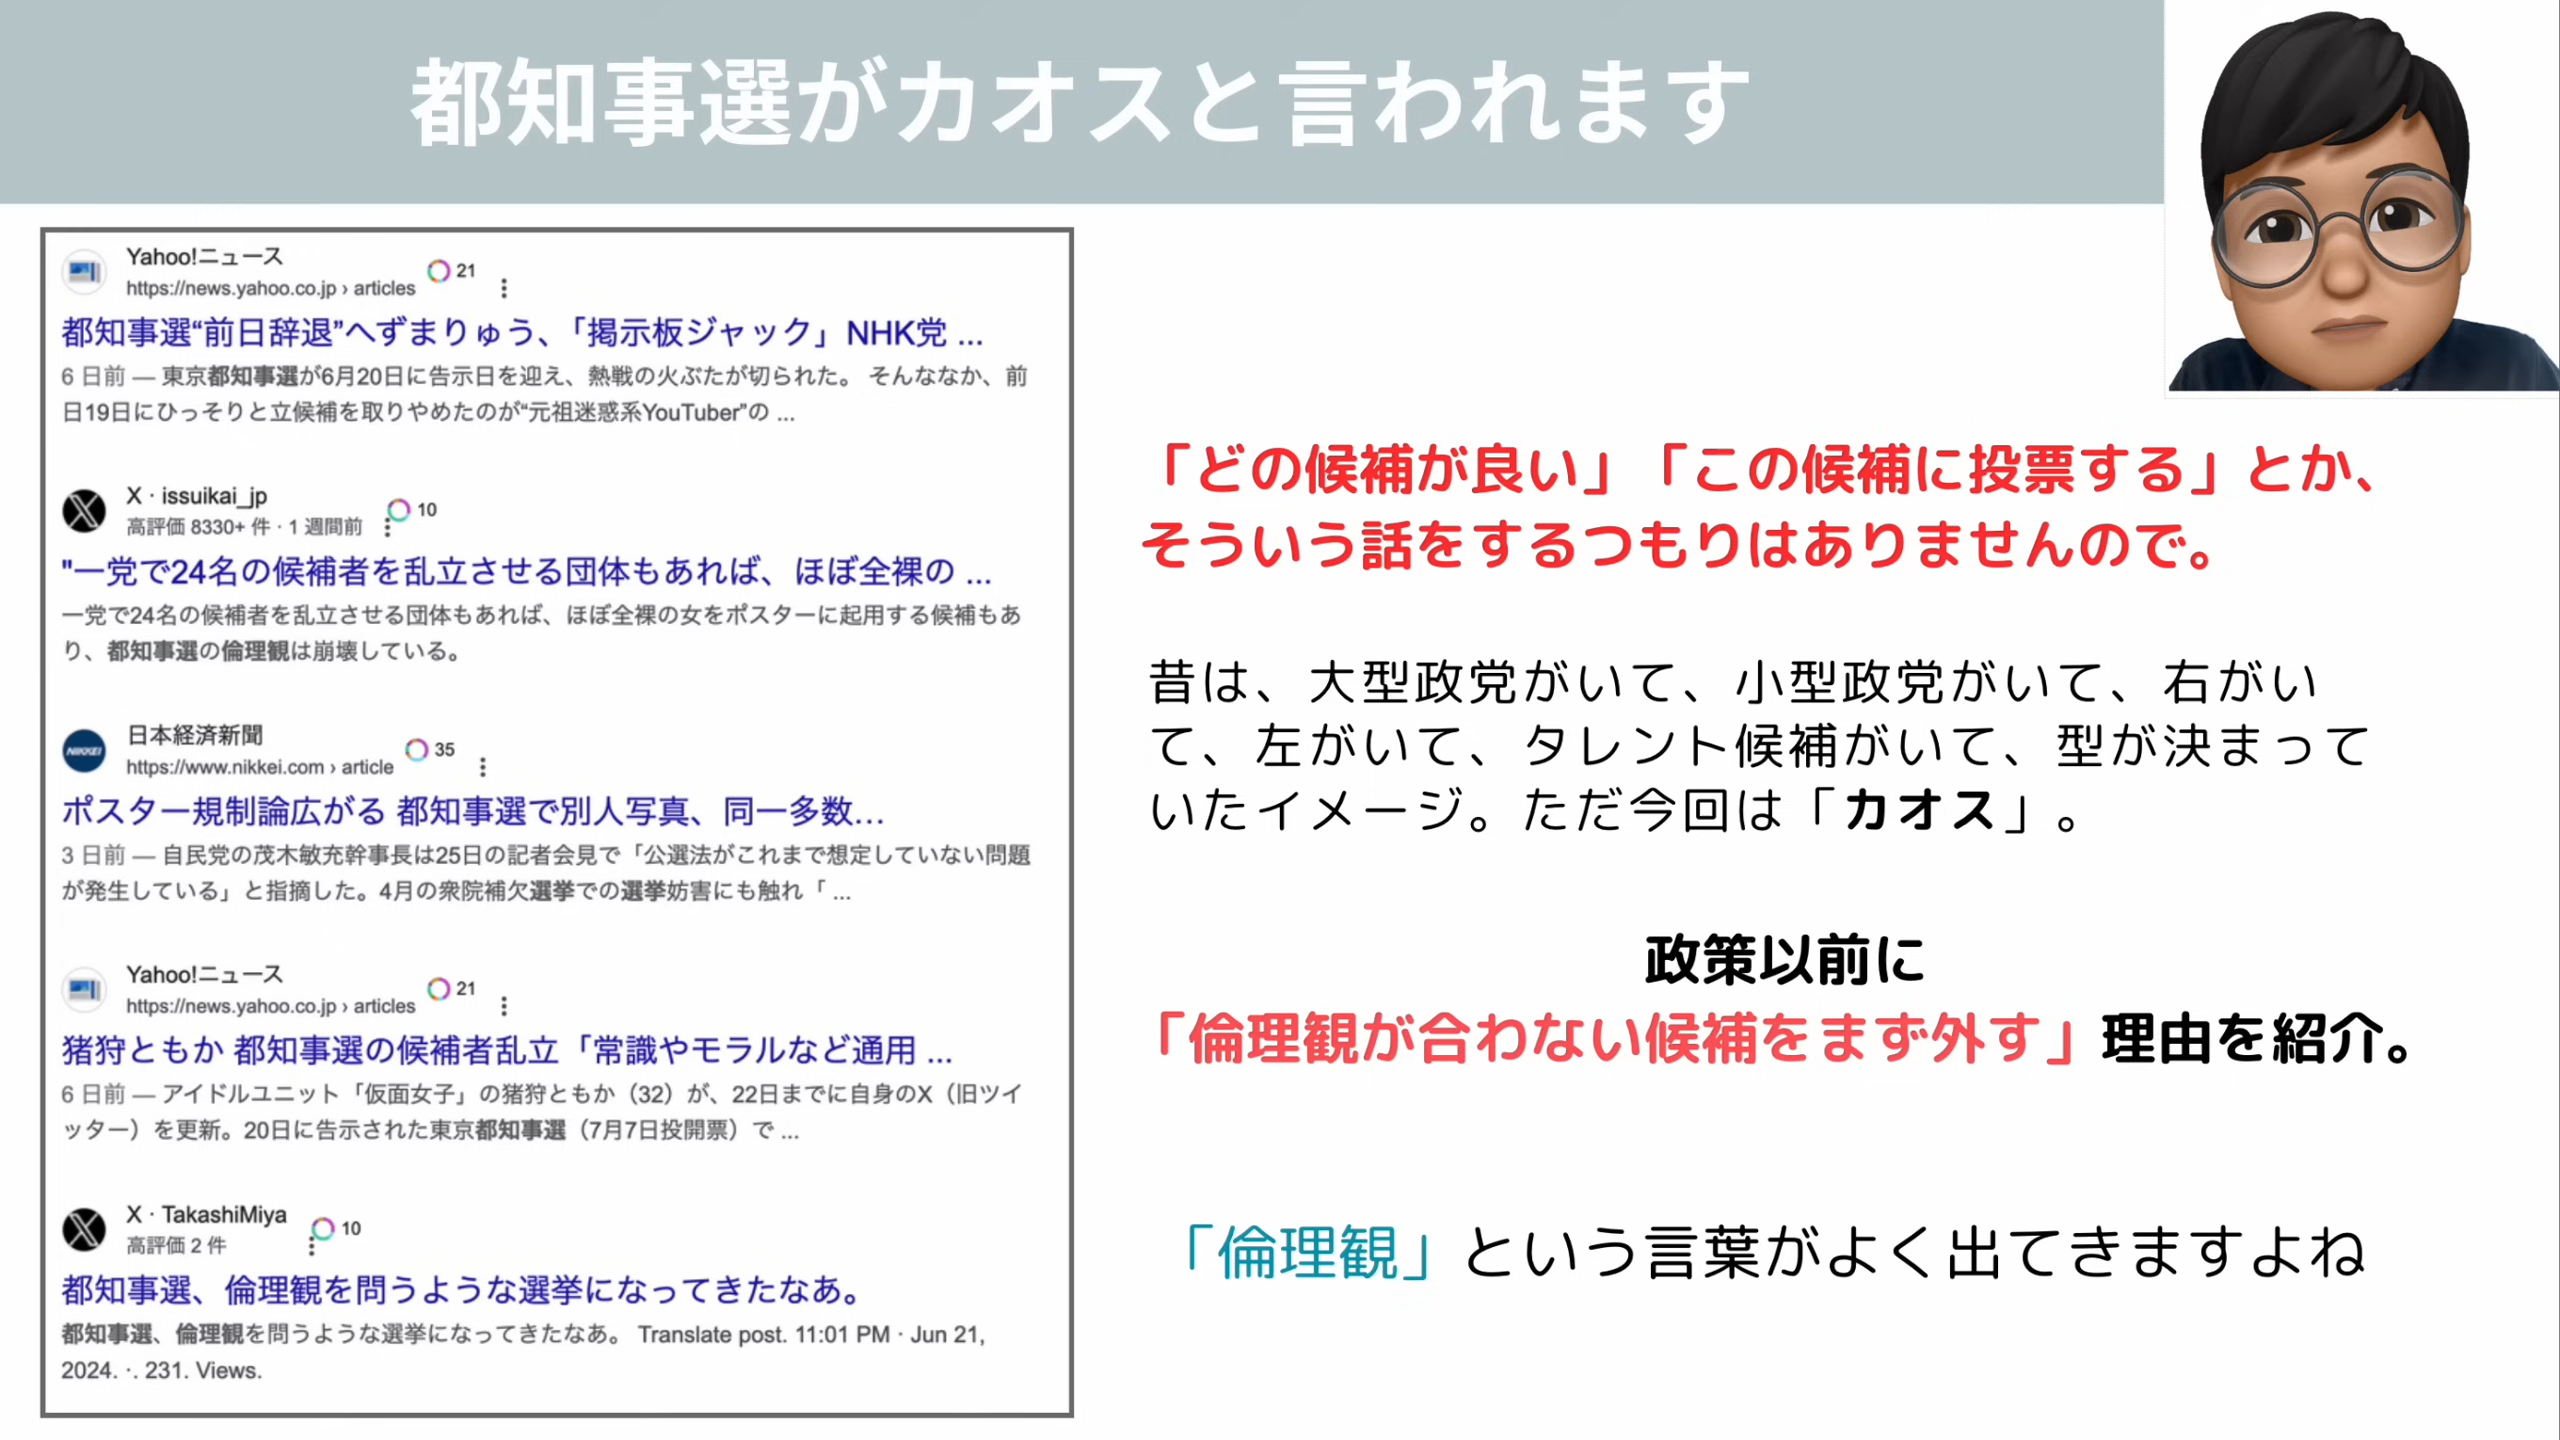 都知事選がカオスと言われます
Yahoo!ニュース
https://news.yahoo.co.jp › articles
21
都知事選“前日辞退”へずまりゅう、「掲示板ジャック」NHK党 ...
6 日前 — 東京都知事選が6月20日に告示日を迎え、熱戦の火ぶたが切られた。 そんななか、前
日19日にひっそりと立候補を取りやめたのが“元祖迷惑系YouTuber”の ...
X · issuikai_jp
高評価 8330+ 件 · 1 週間前
10
"一党で24名の候補者を乱立させる団体もあれば、ほぼ全裸の ...
一党で24名の候補者を乱立させる団体もあれば、ほぼ全裸の女をポスターに起用する候補もあ
り、都知事選の倫理観は崩壊している。
NIKKEI
日本経済新聞
https://www.nikkei.com › article
35
ポスター規制論広がる 都知事選で別人写真、同一多数...
3 日前 — 自民党の茂木敏充幹事長は25日の記者会見で「公選法がこれまで想定していない問題
が発生している」と指摘した。4月の衆院補欠選挙での選挙妨害にも触れ「 ...
Yahoo!ニュース
https://news.yahoo.co.jp › articles
21
猪狩ともか 都知事選の候補者乱立「常識やモラルなど通用 ...
6 日前 — アイドルユニット「仮面女子」の猪狩ともか（32）が、22日までに自身のX（旧ツイ
ッター）を更新。20日に告示された東京都知事選（7月7日投開票）で ...
X · TakashiMiya
高評価 2 件
10
都知事選、倫理観を問うような選挙になってきたなあ。
都知事選、倫理観を問うような選挙になってきたなあ。 Translate post. 11:01 PM · Jun 21,
2024. ·. 231. Views.
「どの候補が良い」「この候補に投票する」とか、
そういう話をするつもりはありませんので。
昔は、大型政党がいて、小型政党がいて、右がい
て、左がいて、タレント候補がいて、型が決まって
いたイメージ。ただ今回は「カオス」。
政策以前に
「倫理観が合わない候補をまず外す」理由を紹介。
「倫理観」という言葉がよく出てきますよね